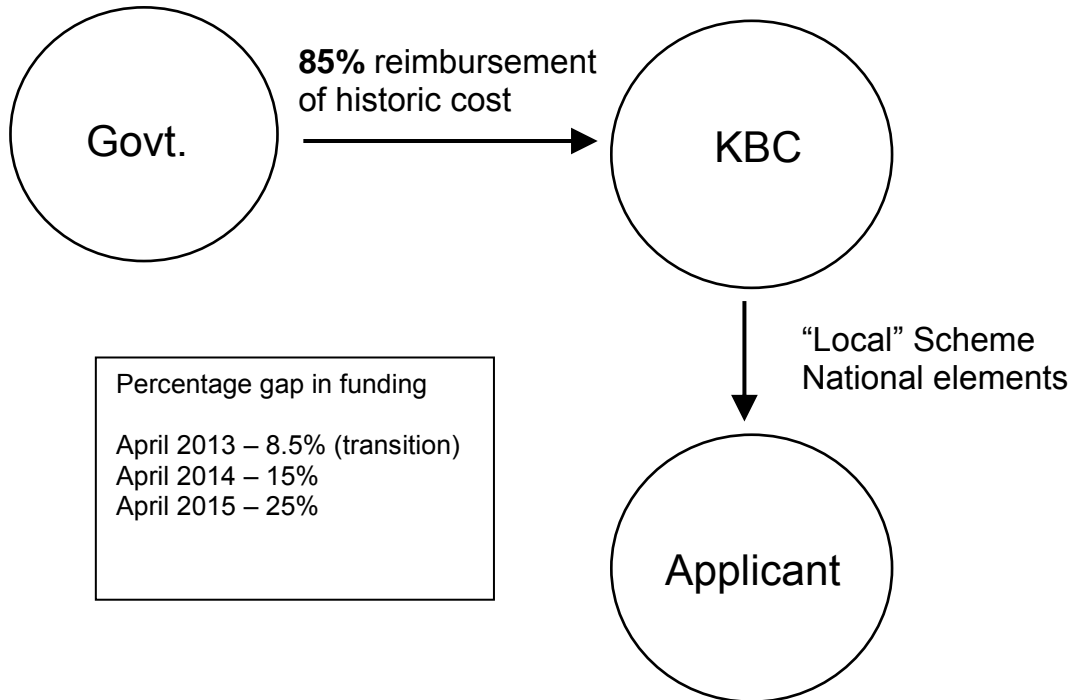 85% reimbursement
of historic cost
Govt.
KBC
“Local” Scheme
National elements
Percentage gap in funding
April 2013 – 8.5% (transition)
April 2014 – 15%
April 2015 – 25%
Applicant